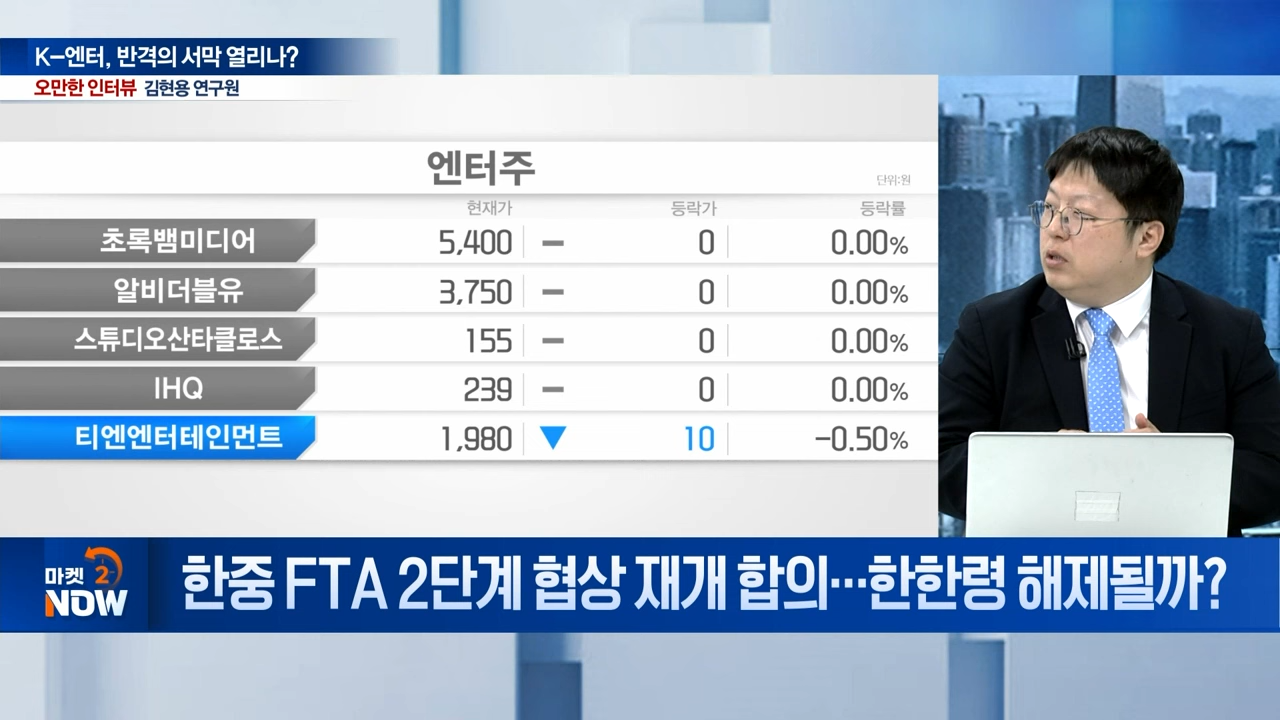 K-엔터, 반격의 서막 열리나?
오만한 인터뷰 김현용 연구원
엔터주
단위:원
현재가 등락가 등락률
초록뱀미디어 5,400 0 0.00%
알비더블유 3,750 0 0.00%
스튜디오산타클로스 155 0 0.00%
IHQ 239 0 0.00%
티엔엔터테인먼트 1,980 ▼ 10 -0.50%
마켓 2
NOW
한중 FTA 2단계 협상 재개 합의…한한령 해제될까?